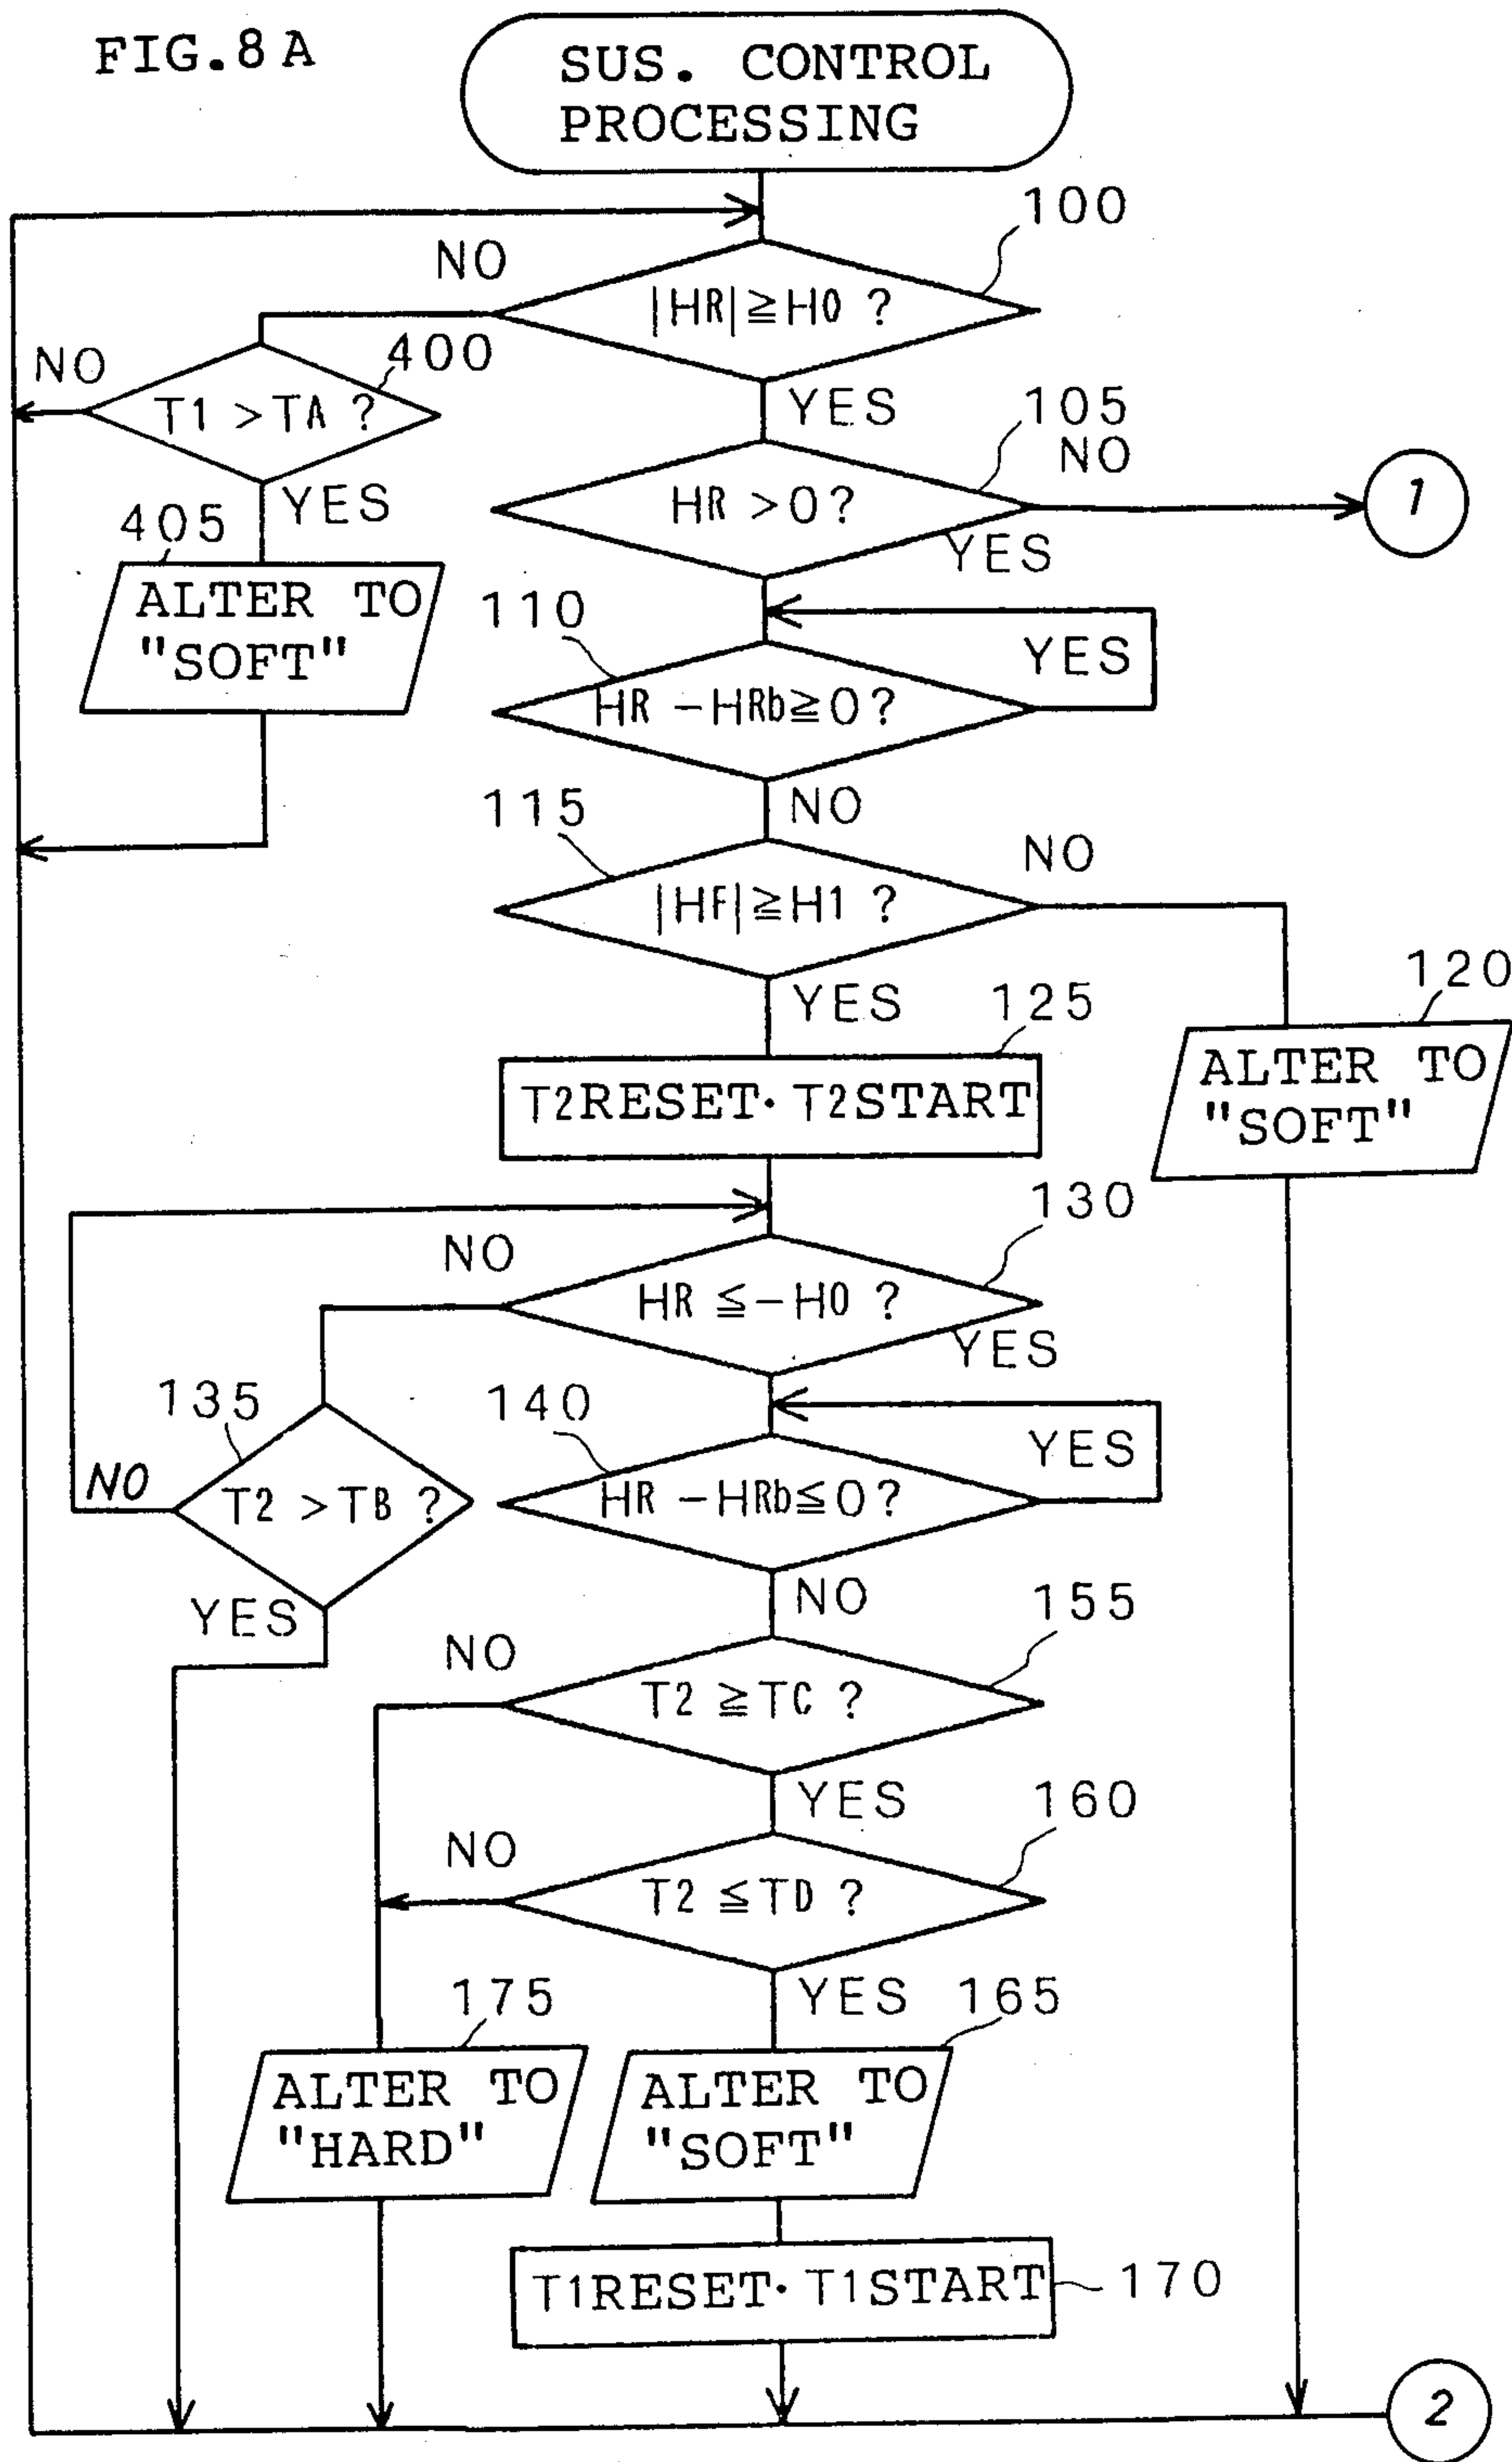 FIG.8A
SUS. CONTROL
PROCESSING
100
NO
|HR|≧H0 ?
YES
400
NO
T1 >TA ?
YES
405
ALTER TO
"SOFT"
105
NO
HR >0?
YES
1
110
YES
HR -HRb≧0?
NO
115
NO
|HF|≧H1 ?
YES
120
ALTER TO
"SOFT"
125
T2RESET· T2START
130
NO
HR ≦-H0 ?
YES
135
NO
T2 >TB ?
YES
140
YES
HR -HRb≦0?
NO
155
NO
T2 ≧TC ?
YES
160
NO
T2 ≦TD ?
YES
175
ALTER TO
"HARD"
165
ALTER TO
"SOFT"
T1RESET· T1START
170
2